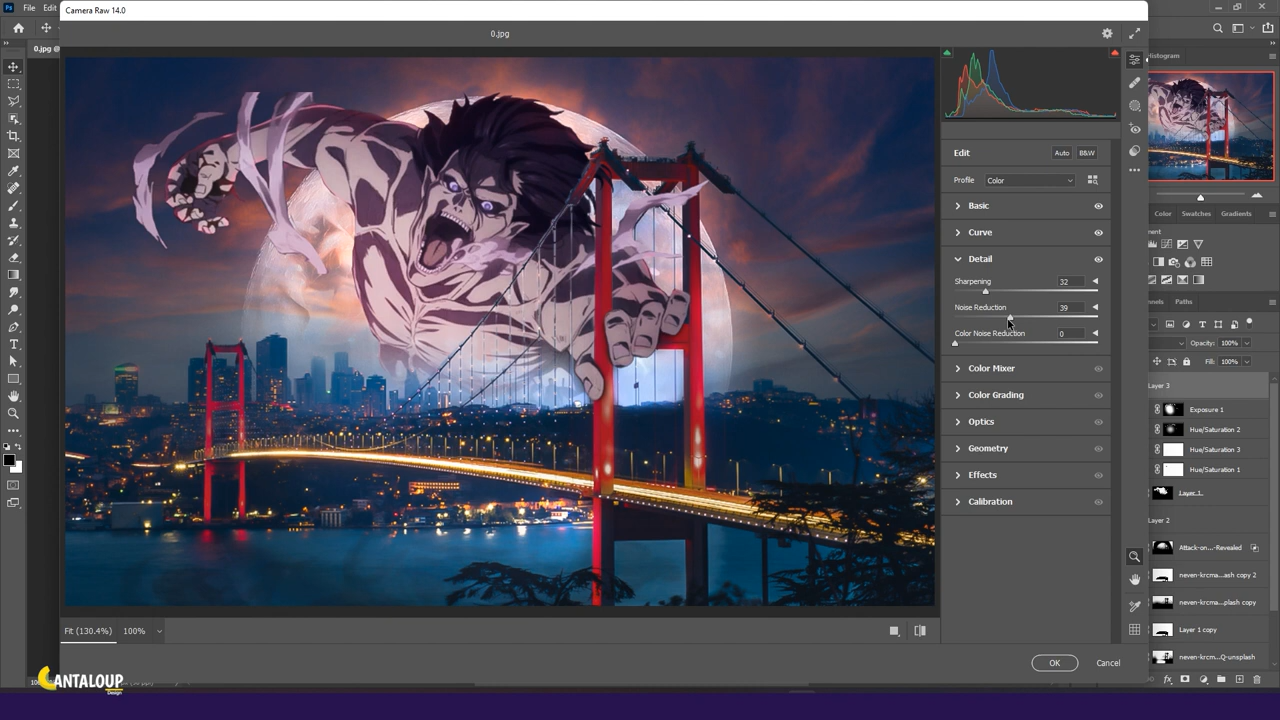 Camera Raw 14.0
Ps File Edit
0.jpg
0.jpg @
Histogram
Edit Auto B&W
Profile Color
Basic
Curve
Detail
Sharpening 32
Noise Reduction 39
Color Noise Reduction 0
Color Mixer
Color Grading
Optics
Geometry
Effects
Calibration
Color Swatches Gradients
Paths
Opacity: 100%
Fill: 100%
Layer 3
Exposure 1
Hue/Saturation 2
Hue/Saturation 3
Hue/Saturation 1
Layer 1
Layer 2
Attack-on...-Revealed
neven-krcma...ash copy 2
neven-krcma...plash copy
Layer 1 copy
neven-krcm...Q-unsplash
Fit (130.4%) 100%
OK Cancel
CANTALOUP
Design